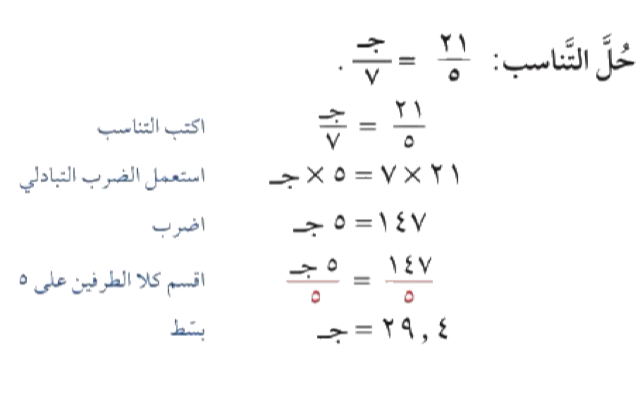 حُلَّ التَّناسب: ٢١/٥ = جـ/٧ .
٢١/٥ = جـ/٧ اكتب التناسب
٢١ × ٧ = ٥ × جـ استعمل الضرب التبادلي
١٤٧ = ٥ جـ اضرب
١٤٧/٥ = ٥ جـ/٥ اقسم كلا الطرفين على ٥
٢٩,٤ = جـ بسّط